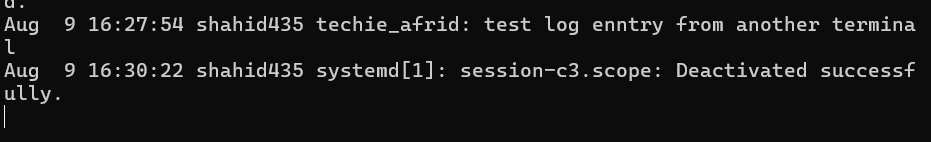 d.
Aug  9 16:27:54 shahid435 techie_afrid: test log enntry from another termina
l
Aug  9 16:30:22 shahid435 systemd[1]: session-c3.scope: Deactivated successf
ully.